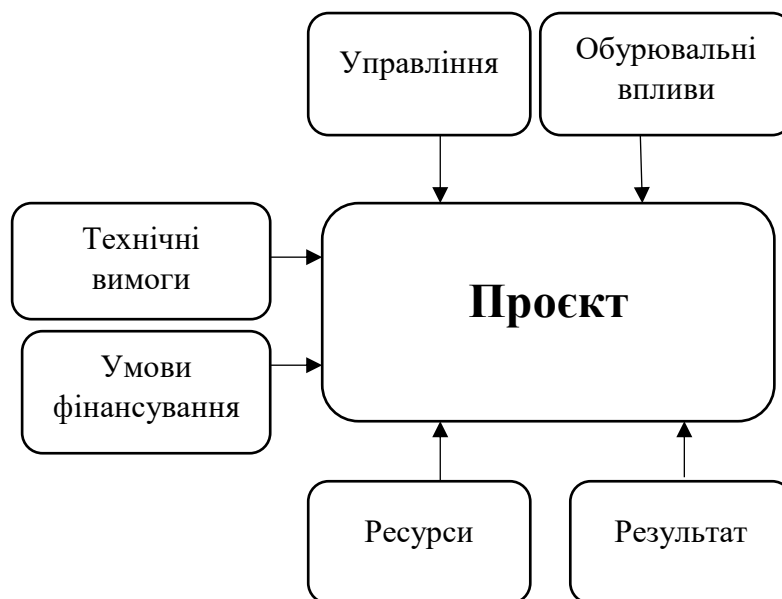 Управління
Обурювальні
впливи
Технічні
вимоги
Проєкт
Умови
фінансування
Ресурси
Результат